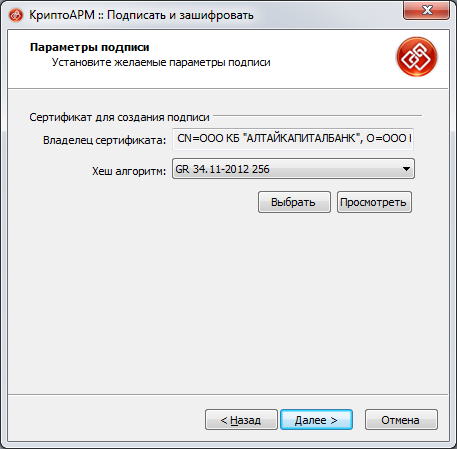 КриптоАРМ :: Подписать и зашифровать
Параметры подписи
Установите желаемые параметры подписи
Сертификат для создания подписи
Владелец сертификата: CN=ООО КБ "АЛТАЙКАПИТАЛБАНК", O=ООО
Хеш алгоритм: GR 34.11-2012 256
Выбрать Просмотреть
< Назад Далее > Отмена